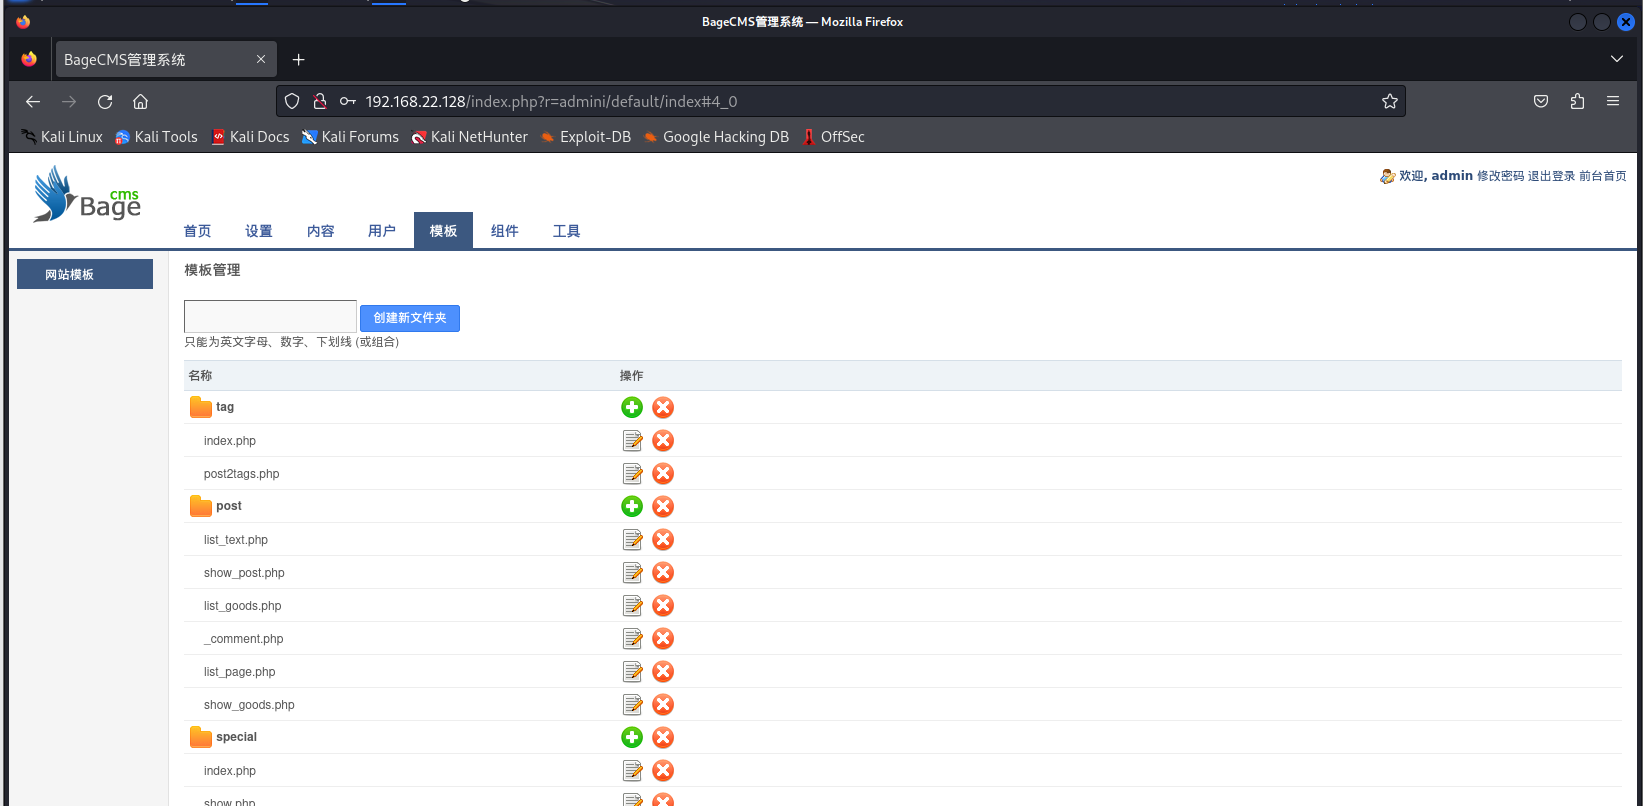 BageCMS管理系统 — Mozilla Firefox
BageCMS管理系统
192.168.22.128/index.php?r=admini/default/index#4_0
Kali Linux Kali Tools Kali Docs Kali Forums Kali NetHunter Exploit-DB Google Hacking DB OffSec
Bage cms
欢迎, admin 修改密码 退出登录 前台首页
首页 设置 内容 用户 模板 组件 工具
网站模板
模板管理
创建新文件夹
只能为英文字母、数字、下划线 (或组合)
名称 操作
tag
index.php
post2tags.php
post
list_text.php
show_post.php
list_goods.php
_comment.php
list_page.php
show_goods.php
special
index.php
show.php